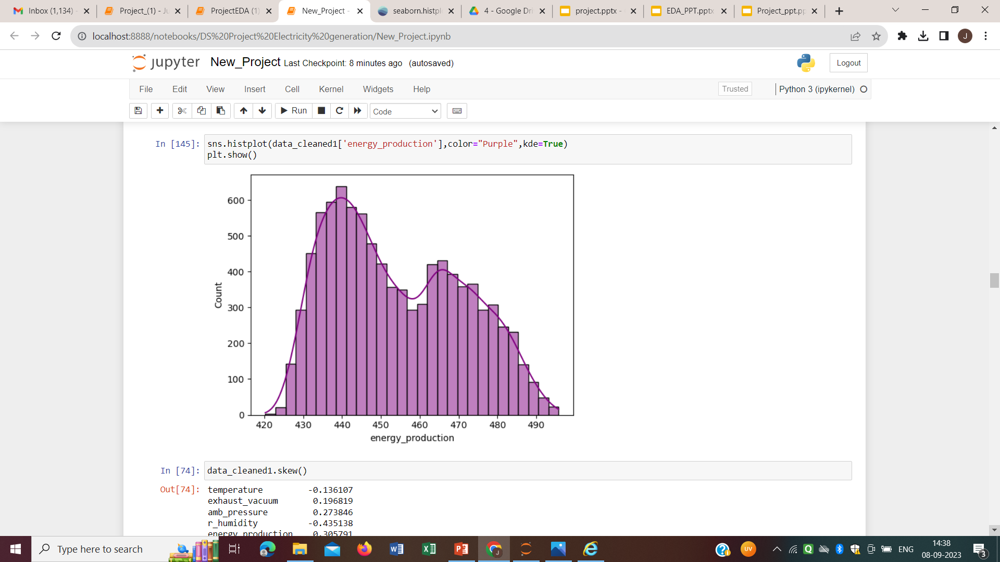 Inbox (1,134) -
Project_(1) - Ju
ProjectEDA (1)
New_Project -
seaborn.histpl
4 - Google Dri
project.pptx -
EDA_PPT.pptx
Project_ppt.pp
localhost:8888/notebooks/DS%20Project%20Electricity%20generation/New_Project.ipynb
J
jupyter New_Project Last Checkpoint: 8 minutes ago (autosaved)
Logout
File Edit View Insert Cell Kernel Widgets Help
Trusted
Python 3 (ipykernel)
Run
Code
In [145]: sns.histplot(data_cleaned1['energy_production'],color="Purple",kde=True)
plt.show()
600
500
400
300
200
100
0
Count
420 430 440 450 460 470 480 490
energy_production
In [74]: data_cleaned1.skew()
Out[74]: temperature -0.136107
exhaust_vacuum 0.196819
amb_pressure 0.273846
r_humidity -0.435138
energy_production 0.305791
Type here to search
UV
ENG
14:38
08-09-2023
3